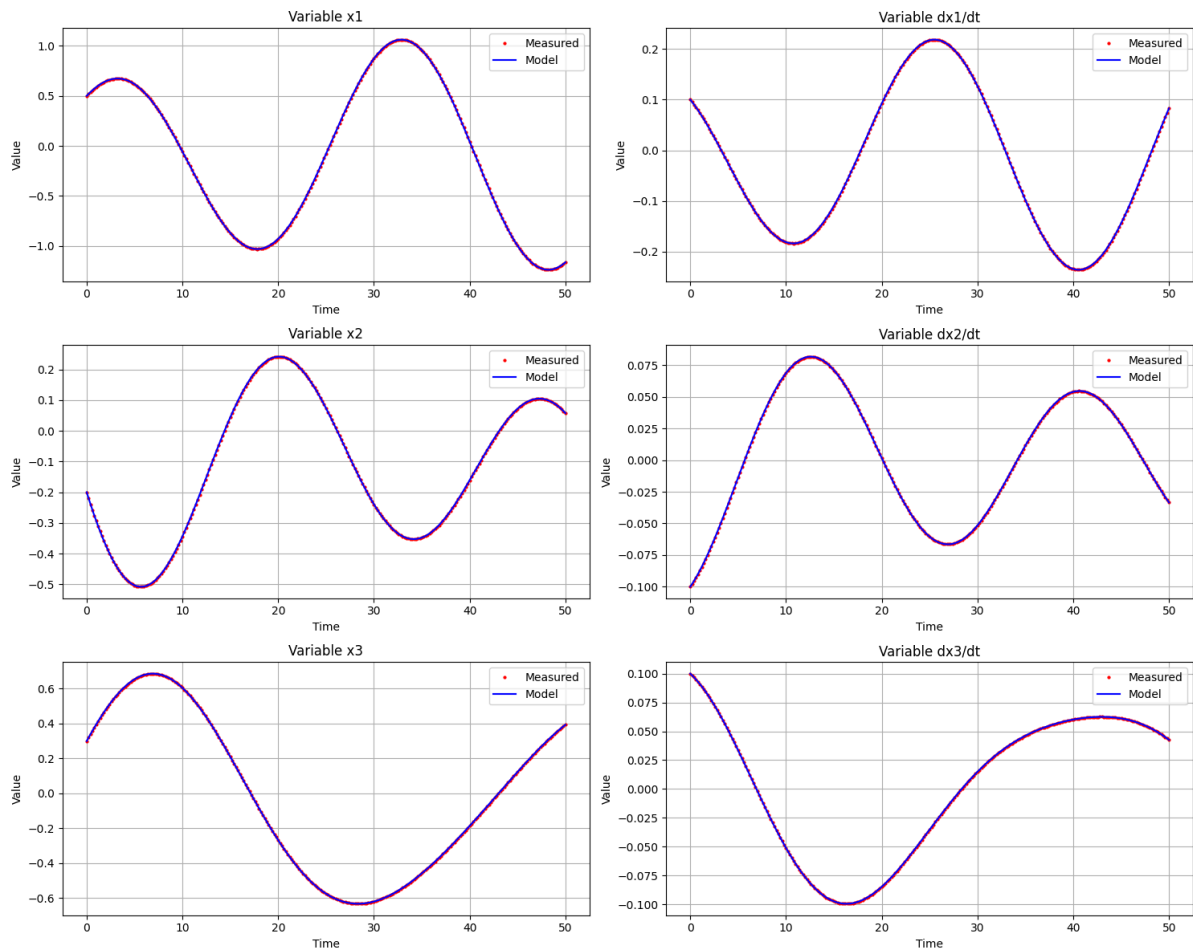 Variable x1
Value
1.0
0.5
0.0
−0.5
−1.0
Measured
Model
0 10 20 30 40 50
Time
Variable dx1/dt
Value
0.2
0.1
0.0
−0.1
−0.2
Measured
Model
0 10 20 30 40 50
Time
Variable x2
Value
0.2
0.1
0.0
−0.1
−0.2
−0.3
−0.4
−0.5
Measured
Model
0 10 20 30 40 50
Time
Variable dx2/dt
Value
0.075
0.050
0.025
0.000
−0.025
−0.050
−0.075
−0.100
Measured
Model
0 10 20 30 40 50
Time
Variable x3
Value
0.6
0.4
0.2
0.0
−0.2
−0.4
−0.6
Measured
Model
0 10 20 30 40 50
Time
Variable dx3/dt
Value
0.100
0.075
0.050
0.025
0.000
−0.025
−0.050
−0.075
−0.100
Measured
Model
0 10 20 30 40 50
Time